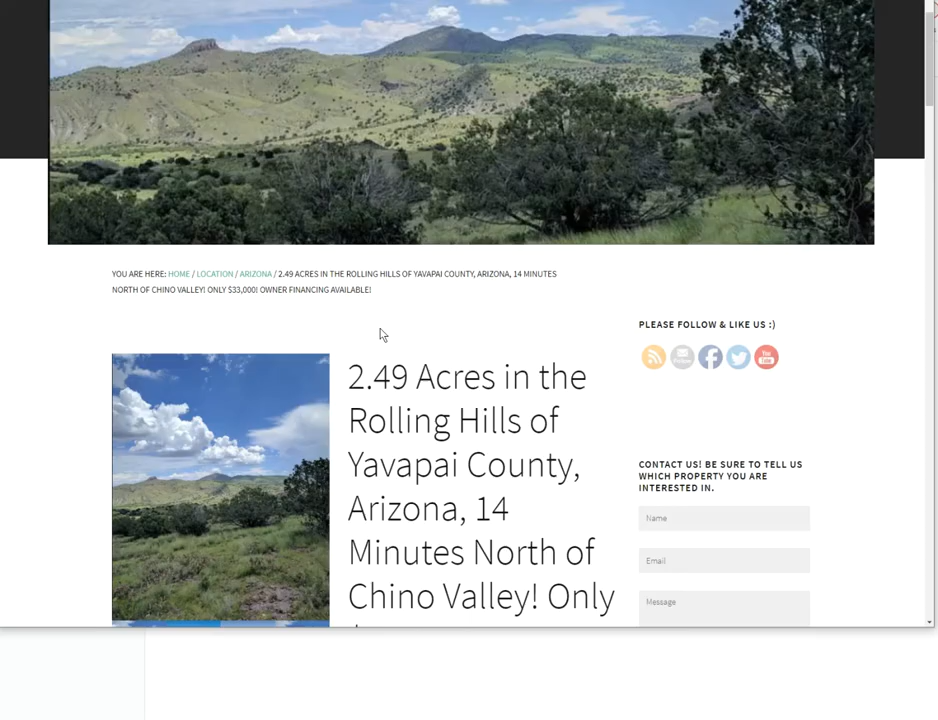 YOU ARE HERE: HOME / LOCATION / ARIZONA / 2.49 ACRES IN THE ROLLING HILLS OF YAVAPAI COUNTY, ARIZONA, 14 MINUTES
NORTH OF CHINO VALLEY! ONLY $33,000! OWNER FINANCING AVAILABLE!
2.49 Acres in the
Rolling Hills of
Yavapai County,
Arizona, 14
Minutes North of
Chino Valley! Only
PLEASE FOLLOW & LIKE US :)
Follow
You
Tube
CONTACT US! BE SURE TO TELL US
WHICH PROPERTY YOU ARE
INTERESTED IN.
Name
Email
Message